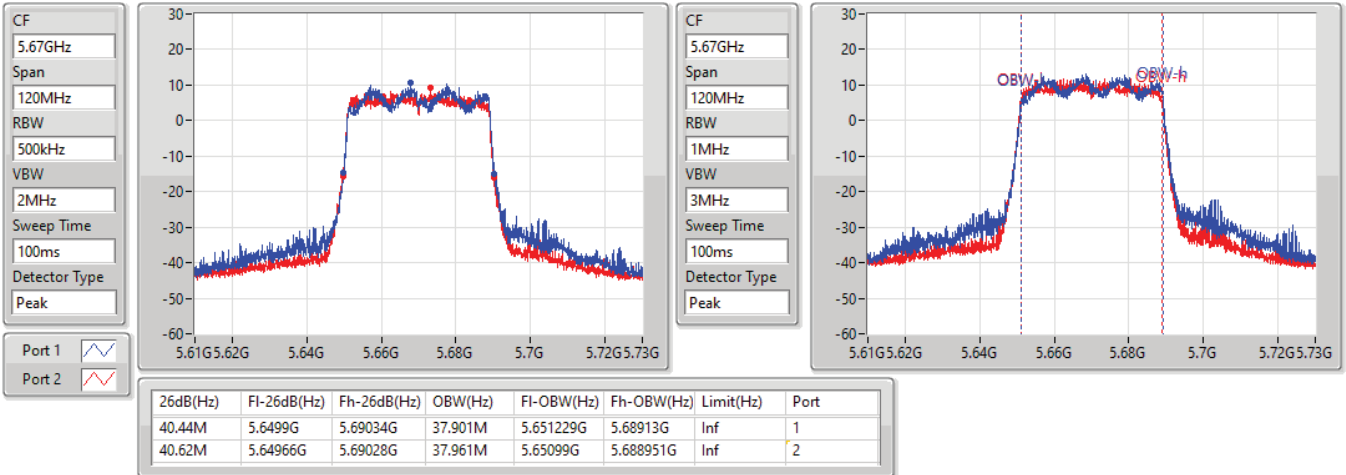 CF
5.67GHz
Span
120MHz
RBW
500kHz
VBW
2MHz
Sweep Time
100ms
Detector Type
Peak
Port 1
Port 2
30
20
10
0
-10
-20
-30
-40
-50
-60
5.61G 5.62G 5.64G 5.66G 5.68G 5.7G 5.72G 5.73G
CF
5.67GHz
Span
120MHz
RBW
1MHz
VBW
3MHz
Sweep Time
100ms
Detector Type
Peak
30
20
10
0
-10
-20
-30
-40
-50
-60
OBW-h
5.61G 5.62G 5.64G 5.66G 5.68G 5.7G 5.72G 5.73G
26dB(Hz) Fl-26dB(Hz) Fh-26dB(Hz) OBW(Hz) Fl-OBW(Hz) Fh-OBW(Hz) Limit(Hz) Port
40.44M 5.6499G 5.69034G 37.901M 5.651229G 5.68913G Inf 1
40.62M 5.64966G 5.69028G 37.961M 5.65099G 5.688951G Inf 2